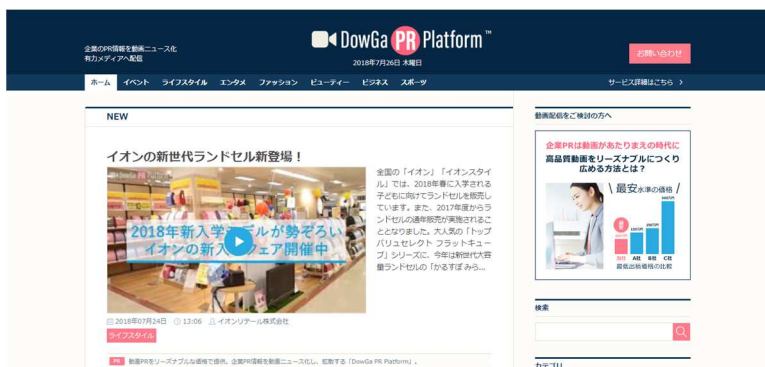 企業のPR情報を動画ニュース化
有力メディアへ配信
DowGa PR Platform™
2018年7月26日 木曜日
お問い合わせ
ホーム イベント ライフスタイル エンタメ ファッション ビューティー ビジネス スポーツ
サービス詳細はこちら
NEW
イオンの新世代ランドセル新登場！
DowGa PR Platform
2018年新入学モデルが勢ぞろい
イオンの新入フェア開催中
全国の「イオン」「イオンスタイ
ル」では、2018年春に入学される
子どもに向けてランドセルを販売し
ています。また、2017年度からラ
ンドセルの通年販売が実施されるこ
ととなりました。大人気の「トップ
バリュセレクト フラットキュー
ブ」シリーズに、今年は新世代大容
量ランドセルの「かるすぽ みら...
2018年07月24日 13:06 イオンリテール株式会社
ライフスタイル
PR 動画PRをリーズナブルな価格で提供。企業PR情報を動画ニュース化し、拡散する「DowGa PR Platform」。
動画配信をご検討の方へ
企業PRは動画があたりまえの時代に
高品質動画をリーズナブルにつくり
広める方法とは？
\ 最安水準の価格 /
当社 A社 B社 C社
最低出稿価格の比較
検索
カテゴリ